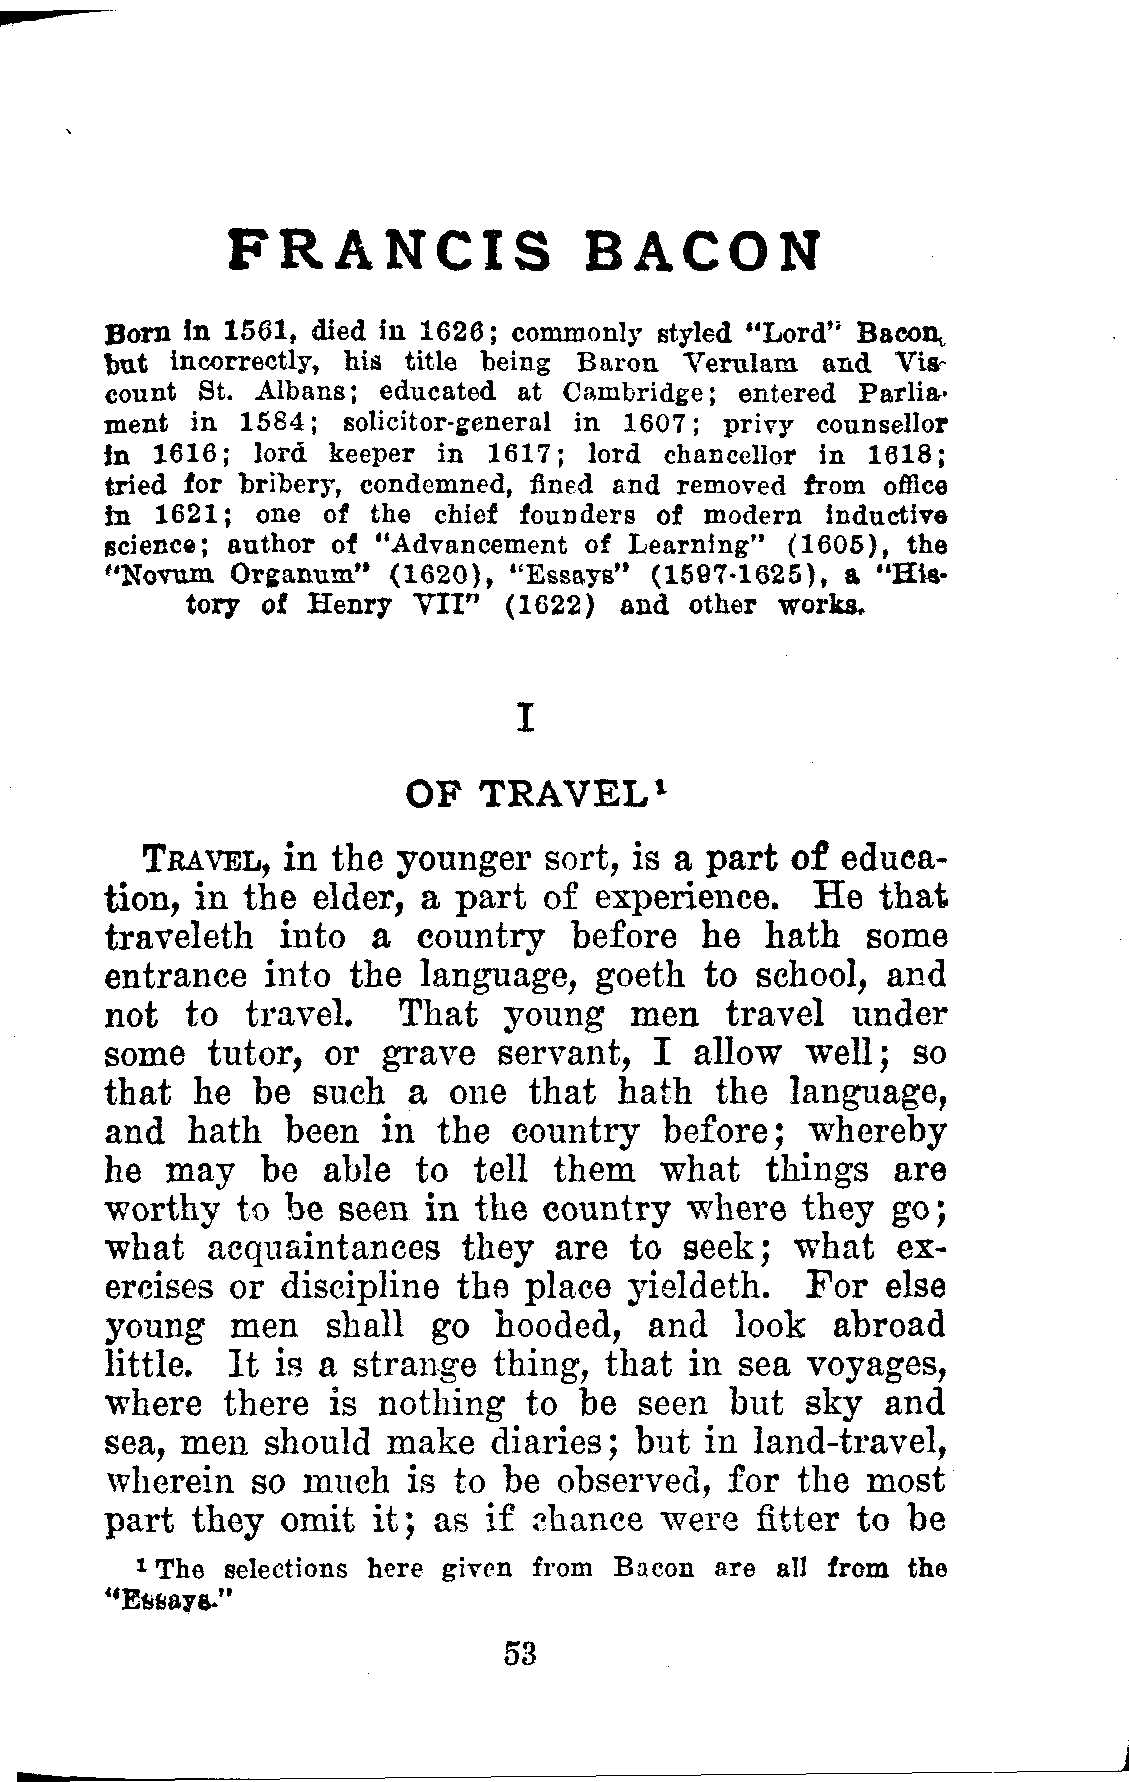 FRANCIS BACON
Born in 1561, died in 1626; commonly styled "Lord" Bacon,
but incorrectly, his title being Baron Verulam and Vis-
count St. Albans; educated at Cambridge; entered Parlia-
ment in 1584; solicitor-general in 1607; privy counsellor
in 1616; lord keeper in 1617; lord chancellor in 1618;
tried for bribery, condemned, fined and removed from office
in 1621; one of the chief founders of modern inductive
science; author of "Advancement of Learning" (1605), the
"Novum Organum" (1620), "Essays" (1597-1625), a "His-
tory of Henry VII" (1622) and other works.
I
OF TRAVEL¹
TRAVEL, in the younger sort, is a part of educa-
tion, in the elder, a part of experience. He that
traveleth into a country before he hath some
entrance into the language, goeth to school, and
not to travel. That young men travel under
some tutor, or grave servant, I allow well; so
that he be such a one that hath the language,
and hath been in the country before; whereby
he may be able to tell them what things are
worthy to be seen in the country where they go;
what acquaintances they are to seek; what ex-
ercises or discipline the place yieldeth. For else
young men shall go hooded, and look abroad
little. It is a strange thing, that in sea voyages,
where there is nothing to be seen but sky and
sea, men should make diaries; but in land-travel,
wherein so much is to be observed, for the most
part they omit it; as if chance were fitter to be
¹ The selections here given from Bacon are all from the
"Essays."
53